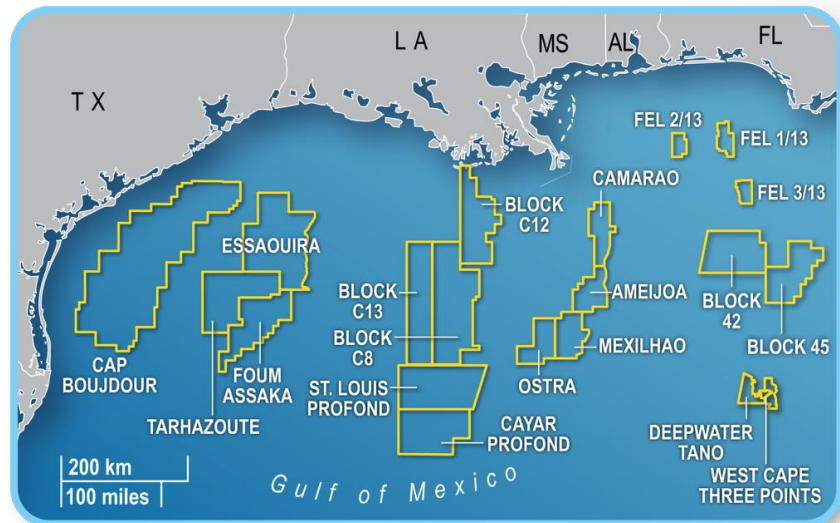 TX
LA
MS
AL
FL
FEL 2/13
FEL 1/13
FEL 3/13
CAMARAO
BLOCK
C12
ESSAOUIRA
BLOCK
C13
BLOCK
C8
AMEIJOA
BLOCK
42
BLOCK 45
MEXILHAO
CAP
BOUJDOUR
FOUM
ASSAKA
TARHAZOUTE
ST. LOUIS
PROFOND
OSTRA
CAYAR
PROFOND
DEEPWATER
TANO
WEST CAPE
THREE POINTS
200 km
100 miles
Gulf of Mexico